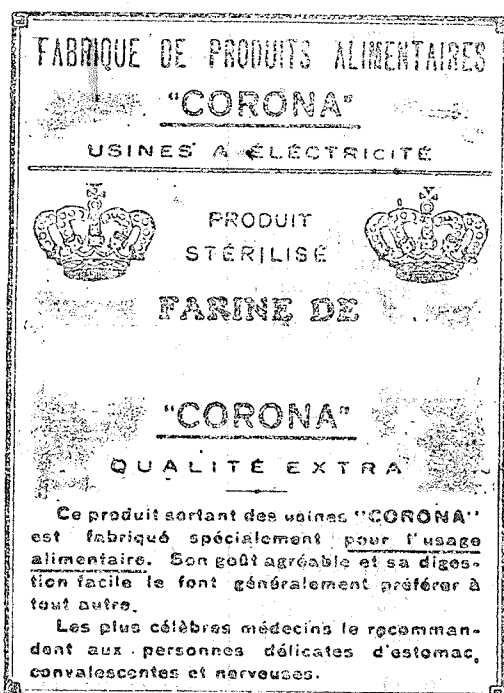 FABRIQUE DE PRODUITS ALIMENTAIRES
"CORONA"
USINES A ÉLÉCTRICITÉ
PRODUIT
STÉRILISÉ
FARINE DE
"CORONA"
QUALITÉ EXTRA
Ce produit sortant des usines "CORONA"
est fabriqué spécialement pour l'usage
alimentaire. Son goût agréable et sa diges-
tion facile le font généralement préférer à
tout autre.
Les plus célèbres médecins le recomman-
dent aux personnes délicates d'estomac,
convalescentes et nerveuses.